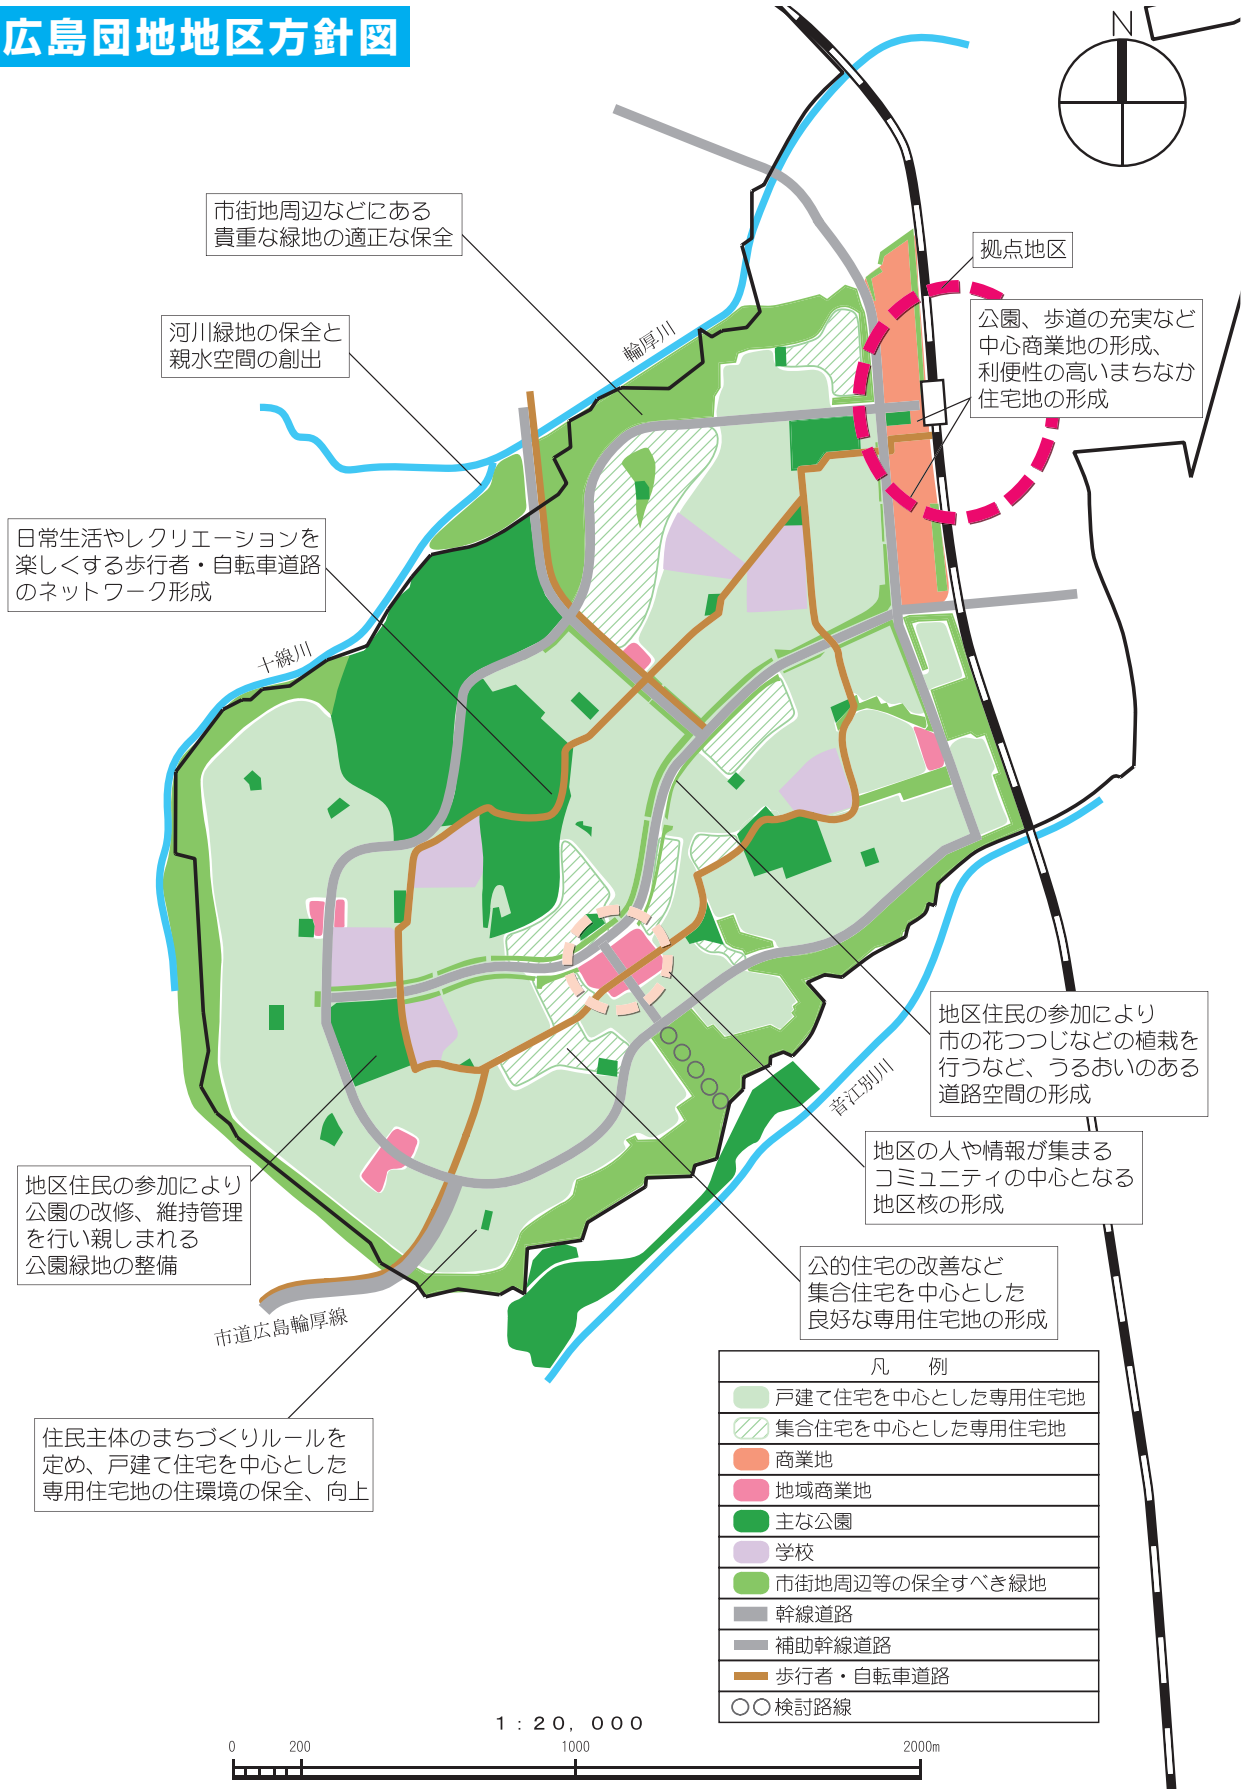 広島団地地区方針図
N
市街地周辺などにある
貴重な緑地の適正な保全
拠点地区
公園、歩道の充実など
中心商業地の形成、
利便性の高いまちなか
住宅地の形成
河川緑地の保全と
親水空間の創出
輪厚川
日常生活やレクリエーションを
楽しくする歩行者・自転車道路
のネットワーク形成
十線川
地区住民の参加により
市の花つつじなどの植栽を
行うなど、うるおいのある
道路空間の形成
音江別川
地区の人や情報が集まる
コミュニティの中心となる
地区核の形成
地区住民の参加により
公園の改修、維持管理
を行い親しまれる
公園緑地の整備
公的住宅の改善など
集合住宅を中心とした
良好な専用住宅地の形成
市道広島輪厚線
住民主体のまちづくりルールを
定め、戸建て住宅を中心とした
専用住宅地の住環境の保全、向上
凡 例
戸建て住宅を中心とした専用住宅地
集合住宅を中心とした専用住宅地
商業地
地域商業地
主な公園
学校
市街地周辺等の保全すべき緑地
幹線道路
補助幹線道路
歩行者・自転車道路
検討路線
1：20，000
0 200 1000 2000m